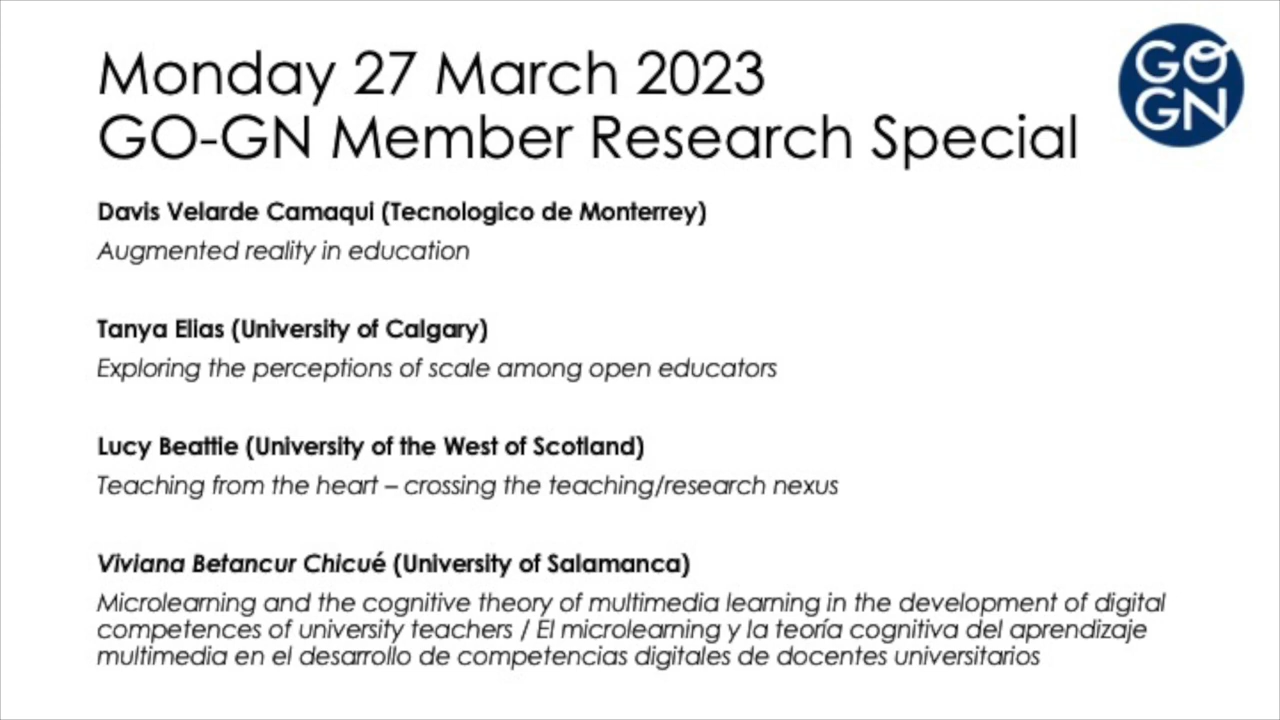 Monday 27 March 2023
GO-GN Member Research Special
GO
GN
Davis Velarde Camaqui (Tecnologico de Monterrey)
Augmented reality in education
Tanya Elias (University of Calgary)
Exploring the perceptions of scale among open educators
Lucy Beattie (University of the West of Scotland)
Teaching from the heart – crossing the teaching/research nexus
Viviana Betancur Chicué (University of Salamanca)
Microlearning and the cognitive theory of multimedia learning in the development of digital
competences of university teachers / El microlearning y la teoría cognitiva del aprendizaje
multimedia en el desarrollo de competencias digitales de docentes universitarios